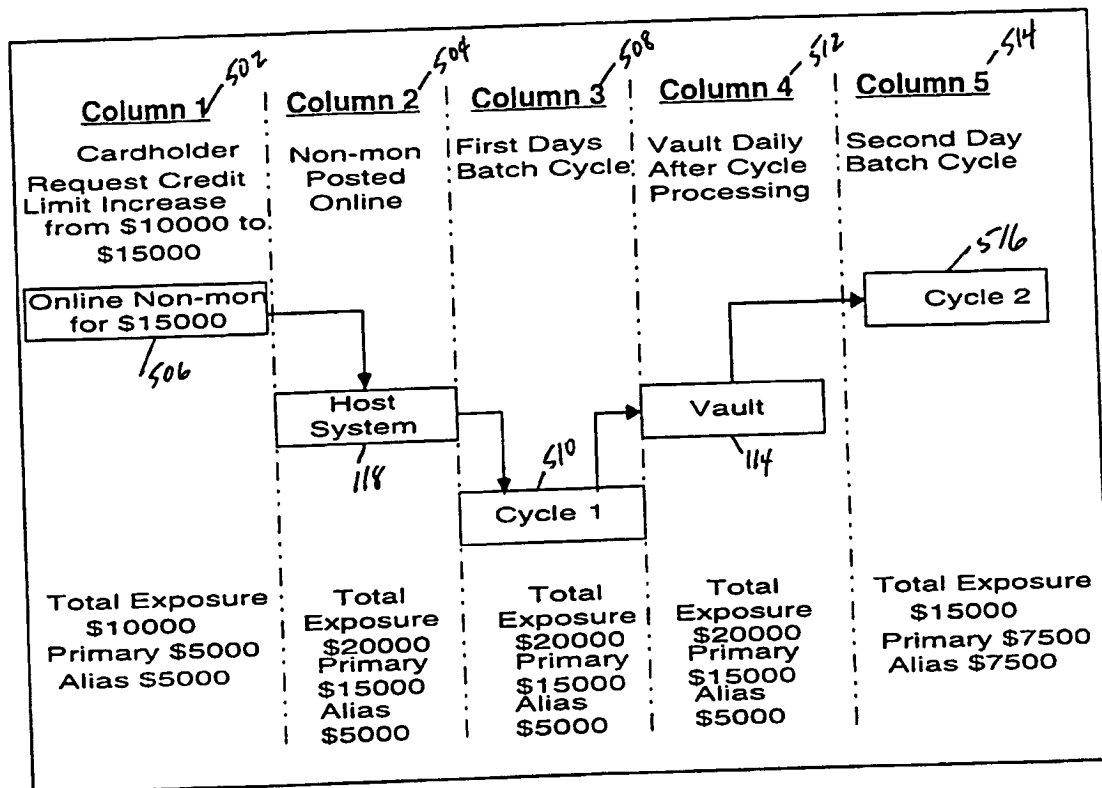 502
504
508
512
514
Column 1
Column 2
Column 3
Column 4
Column 5
Cardholder
Request Credit
Limit Increase
from $10000 to
$15000
Non-mon
Posted
Online
First Days
Batch Cycle
Vault Daily
After Cycle
Processing
Second Day
Batch Cycle
Online Non-mon
for $15000
506
Host
System
118
510
Cycle 1
Vault
114
516
Cycle 2
Total Exposure
$10000
Primary $5000
Alias $5000
Total
Exposure
$20000
Primary
$15000
Alias
$5000
Total
Exposure
$20000
Primary
$15000
Alias
$5000
Total
Exposure
$20000
Primary
$15000
Alias
$5000
Total Exposure
$15000
Primary $7500
Alias $7500